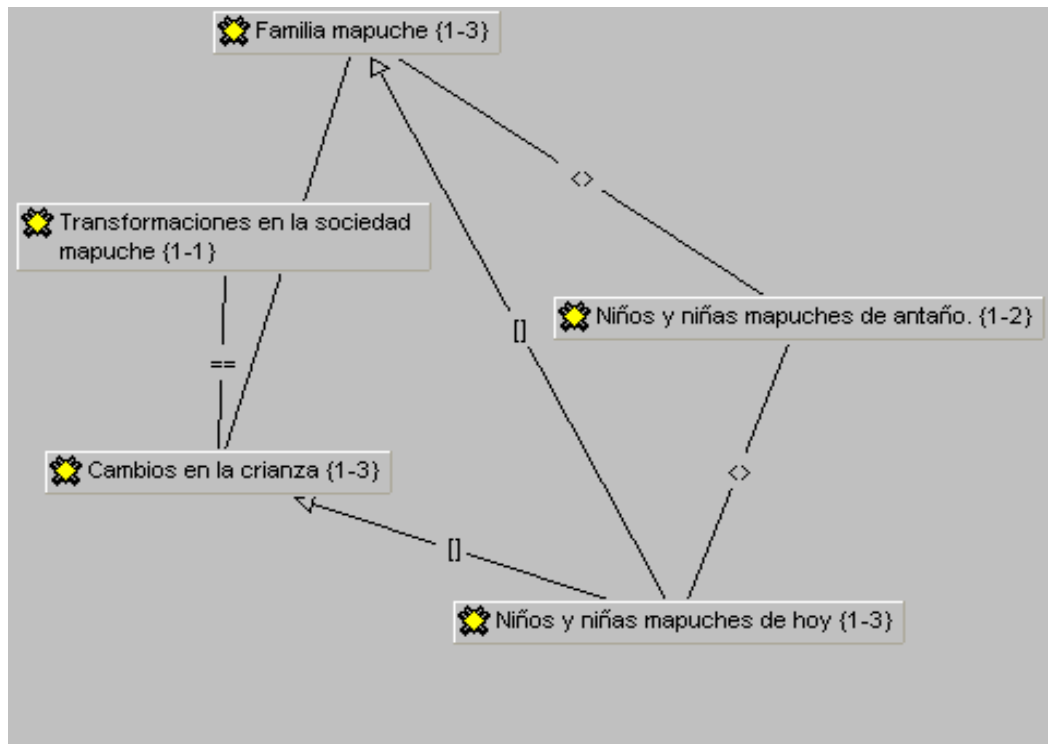 Familia mapuche {1-3}
<>
Transformaciones en la sociedad
mapuche {1-1}
Niños y niñas mapuches de antaño. {1-2}
[]
==
Cambios en la crianza {1-3}
<>
[]
Niños y niñas mapuches de hoy {1-3}